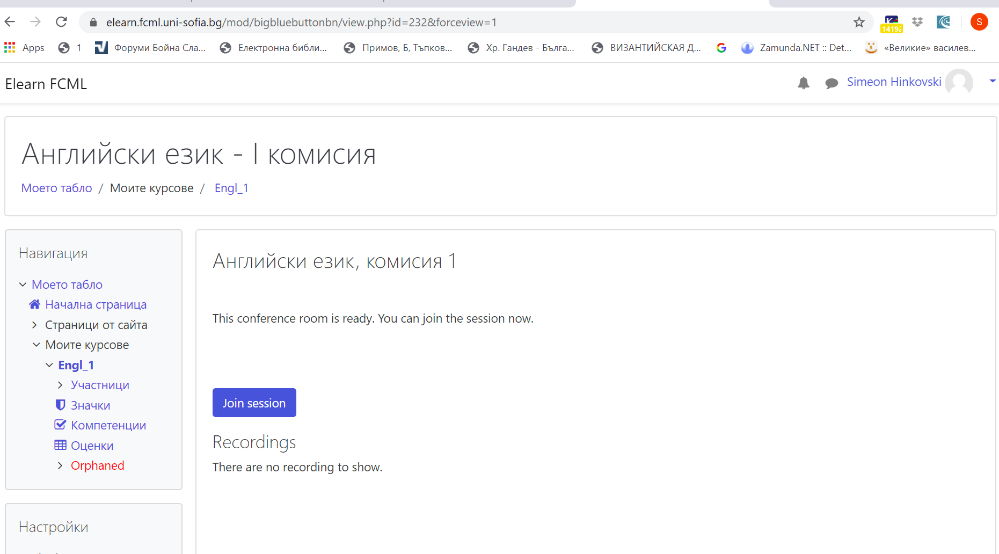 elearn.fcml.uni-sofia.bg/mod/bigbluebuttonbn/view.php?id=232&forceview=1
14192
S
Apps 1 Форуми Бойна Сла... Електронна библи... Примов, Б, Тъпков... Хр. Гандев - Бълга... ВИЗАНТИЙСКАЯ Д... Zamunda.NET :: Det... «Великие» василев...
Elearn FCML
Simeon Hinkovski
Английски език - I комисия
Моето табло / Моите курсове / Engl_1
Навигация
Моето табло
Начална страница
Страници от сайта
Моите курсове
Engl_1
Участници
Значки
Компетенции
Оценки
Orphaned
Настройки
Английски език, комисия 1
This conference room is ready. You can join the session now.
Join session
Recordings
There are no recording to show.